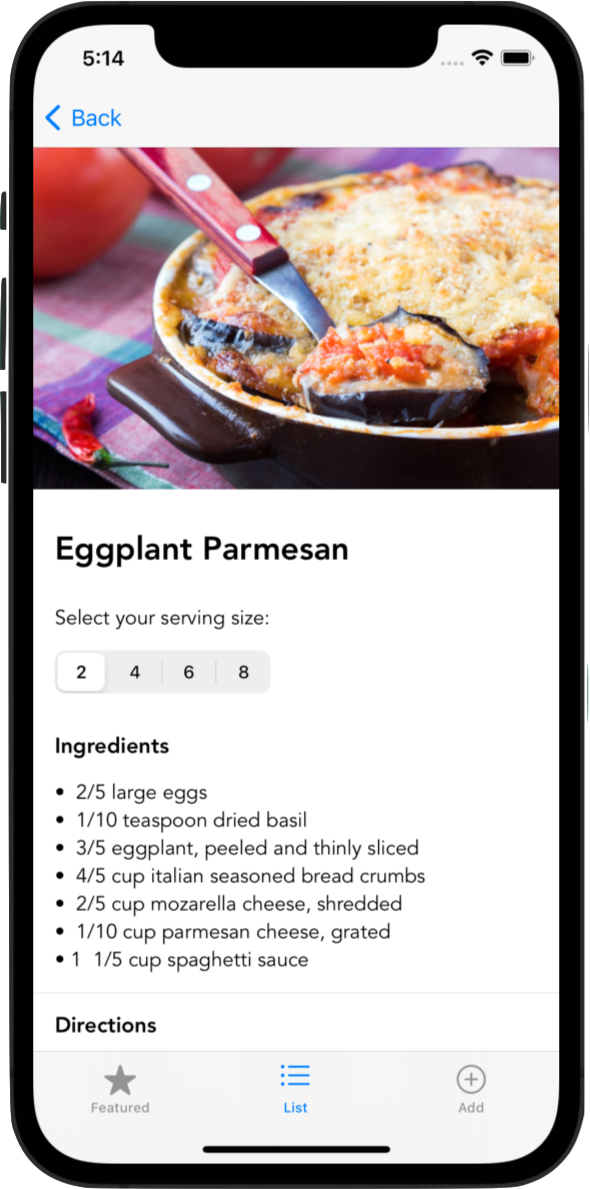 5:14
Back
Eggplant Parmesan
Select your serving size:
2 4 6 8
Ingredients
• 2/5 large eggs
• 1/10 teaspoon dried basil
• 3/5 eggplant, peeled and thinly sliced
• 4/5 cup italian seasoned bread crumbs
• 2/5 cup mozarella cheese, shredded
• 1/10 cup parmesan cheese, grated
• 1 1/5 cup spaghetti sauce
Directions
Featured List Add